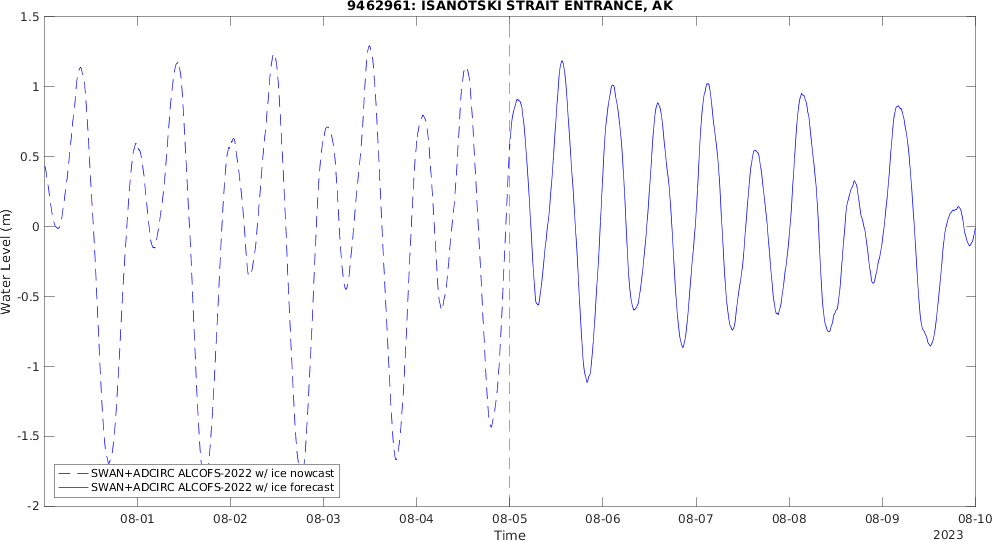 9462961: ISANOTSKI STRAIT ENTRANCE, AK
1.5
1
0.5
0
-0.5
-1
-1.5
-2
Water Level (m)
SWAN+ADCIRC ALCOFS-2022 w/ ice nowcast
SWAN+ADCIRC ALCOFS-2022 w/ ice forecast
08-01 08-02 08-03 08-04 08-05 08-06 08-07 08-08 08-09 08-10
Time
2023